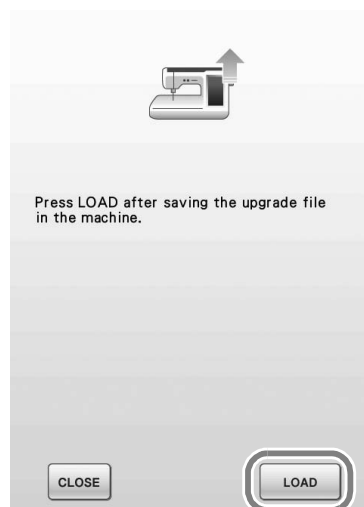 Press LOAD after saving the upgrade file
in the machine.
CLOSE
LOAD